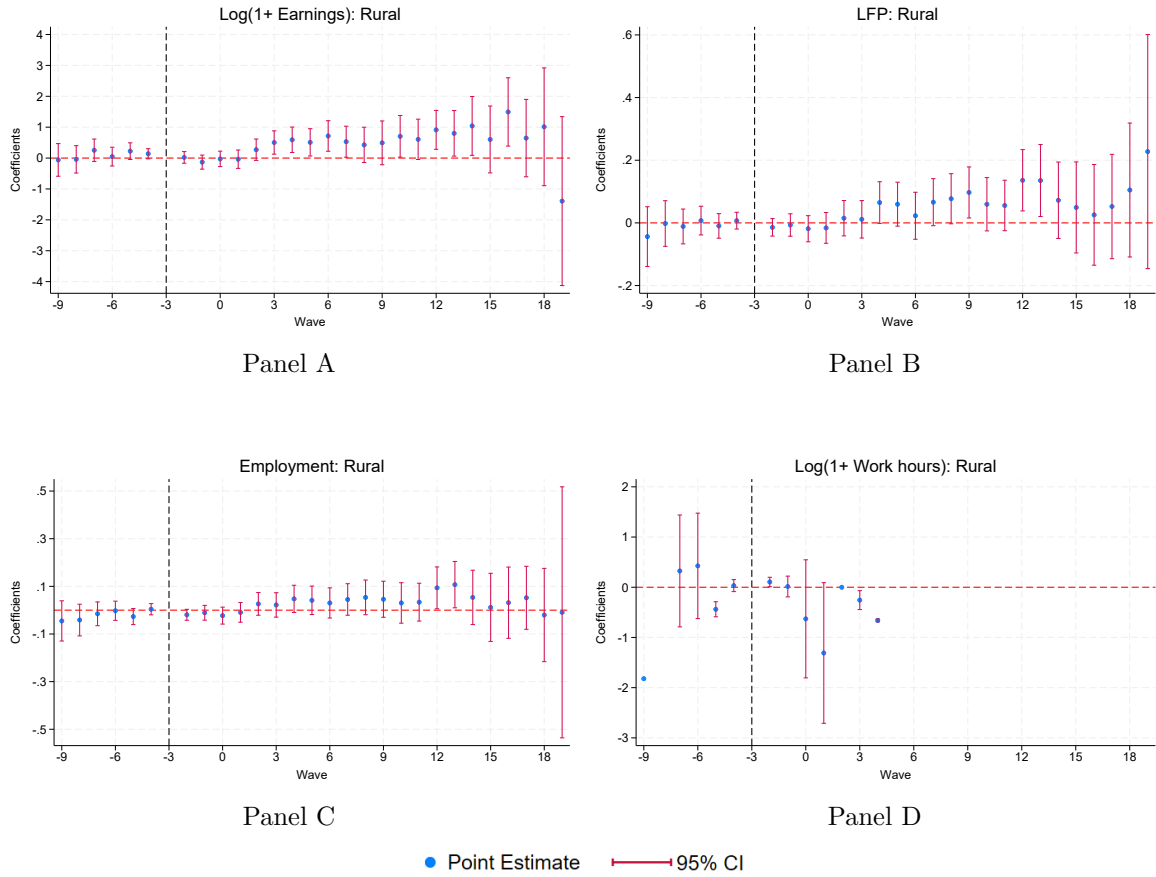 Log(1+ Earnings): Rural
4
3
2
1
0
-1
-2
-3
-4
Coefficients
-9 -6 -3 0 3 6 9 12 15 18
Wave
Panel A
LFP: Rural
.6
.4
.2
0
-.2
Coefficients
-9 -6 -3 0 3 6 9 12 15 18
Wave
Panel B
Employment: Rural
.5
.3
.1
-.1
-.3
-.5
Coefficients
-9 -6 -3 0 3 6 9 12 15 18
Wave
Panel C
Log(1+ Work hours): Rural
2
1
0
-1
-2
-3
Coefficients
-9 -6 -3 0 3 6 9 12 15 18
Wave
Panel D
Point Estimate 95% CI